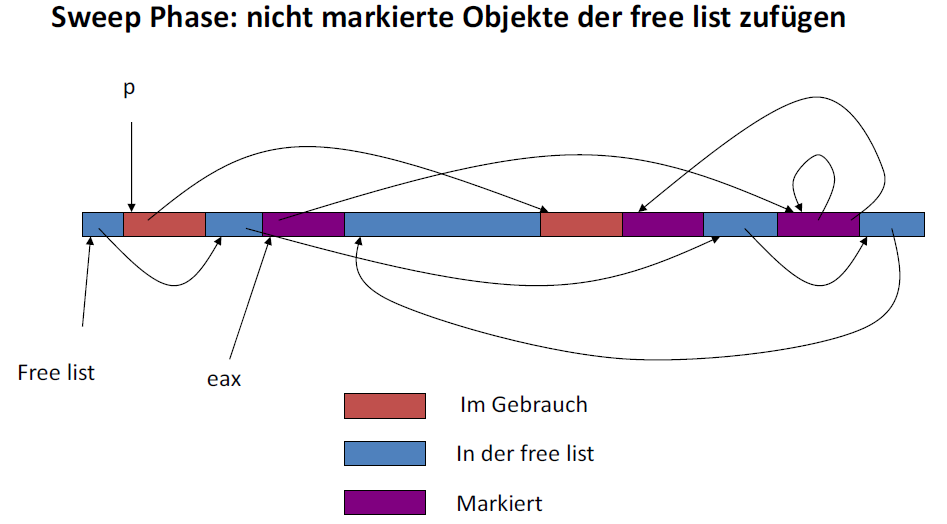 Sweep Phase: nicht markierte Objekte der free list zufügen
p
Free list
eax
Im Gebrauch
In der free list
Markiert